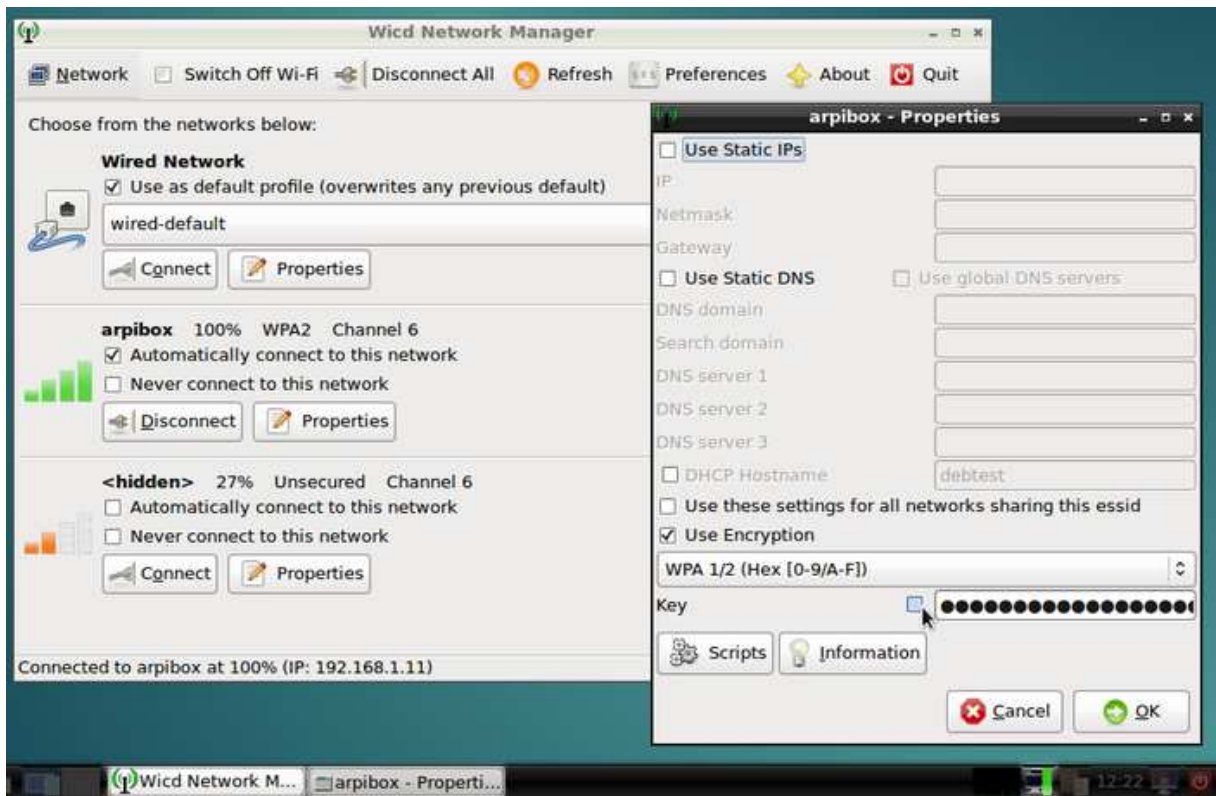 Wicd Network Manager
Network Switch Off Wi-Fi Disconnect All Refresh Preferences About Quit
Choose from the networks below:
Wired Network
Use as default profile (overwrites any previous default)
wired-default
Connect Properties
arpibox 100% WPA2 Channel 6
Automatically connect to this network
Never connect to this network
Disconnect Properties
<hidden> 27% Unsecured Channel 6
Automatically connect to this network
Never connect to this network
Connect Properties
Connected to arpibox at 100% (IP: 192.168.1.11)
arpibox - Properties
Use Static IPs
IP
Netmask
Gateway
Use Static DNS Use global DNS servers
DNS domain
Search domain
DNS server 1
DNS server 2
DNS server 3
DHCP Hostname debtest
Use these settings for all networks sharing this essid
Use Encryption
WPA 1/2 (Hex [0-9/A-F])
Key
Scripts Information
Cancel OK
Wicd Network M... arpibox - Properti... 12:22